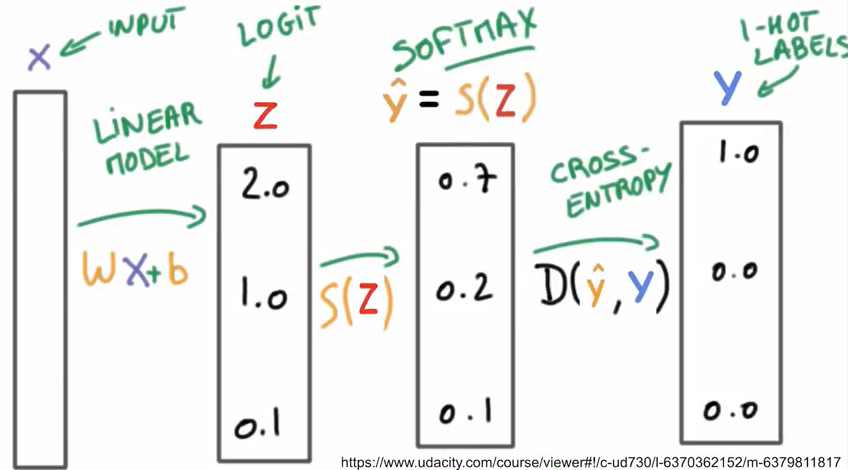 X
INPUT
LINEAR
MODEL
WX+b
LOGIT
Z
2.0
1.0
0.1
S(Z)
SOFTMAX
ŷ = S(Z)
0.7
0.2
0.1
CROSS-
ENTROPY
D(ŷ, Y)
1-HOT
LABELS
Y
1.0
0.0
0.0
https://www.udacity.com/course/viewer#!/c-ud730/l-6370362152/m-6379811817